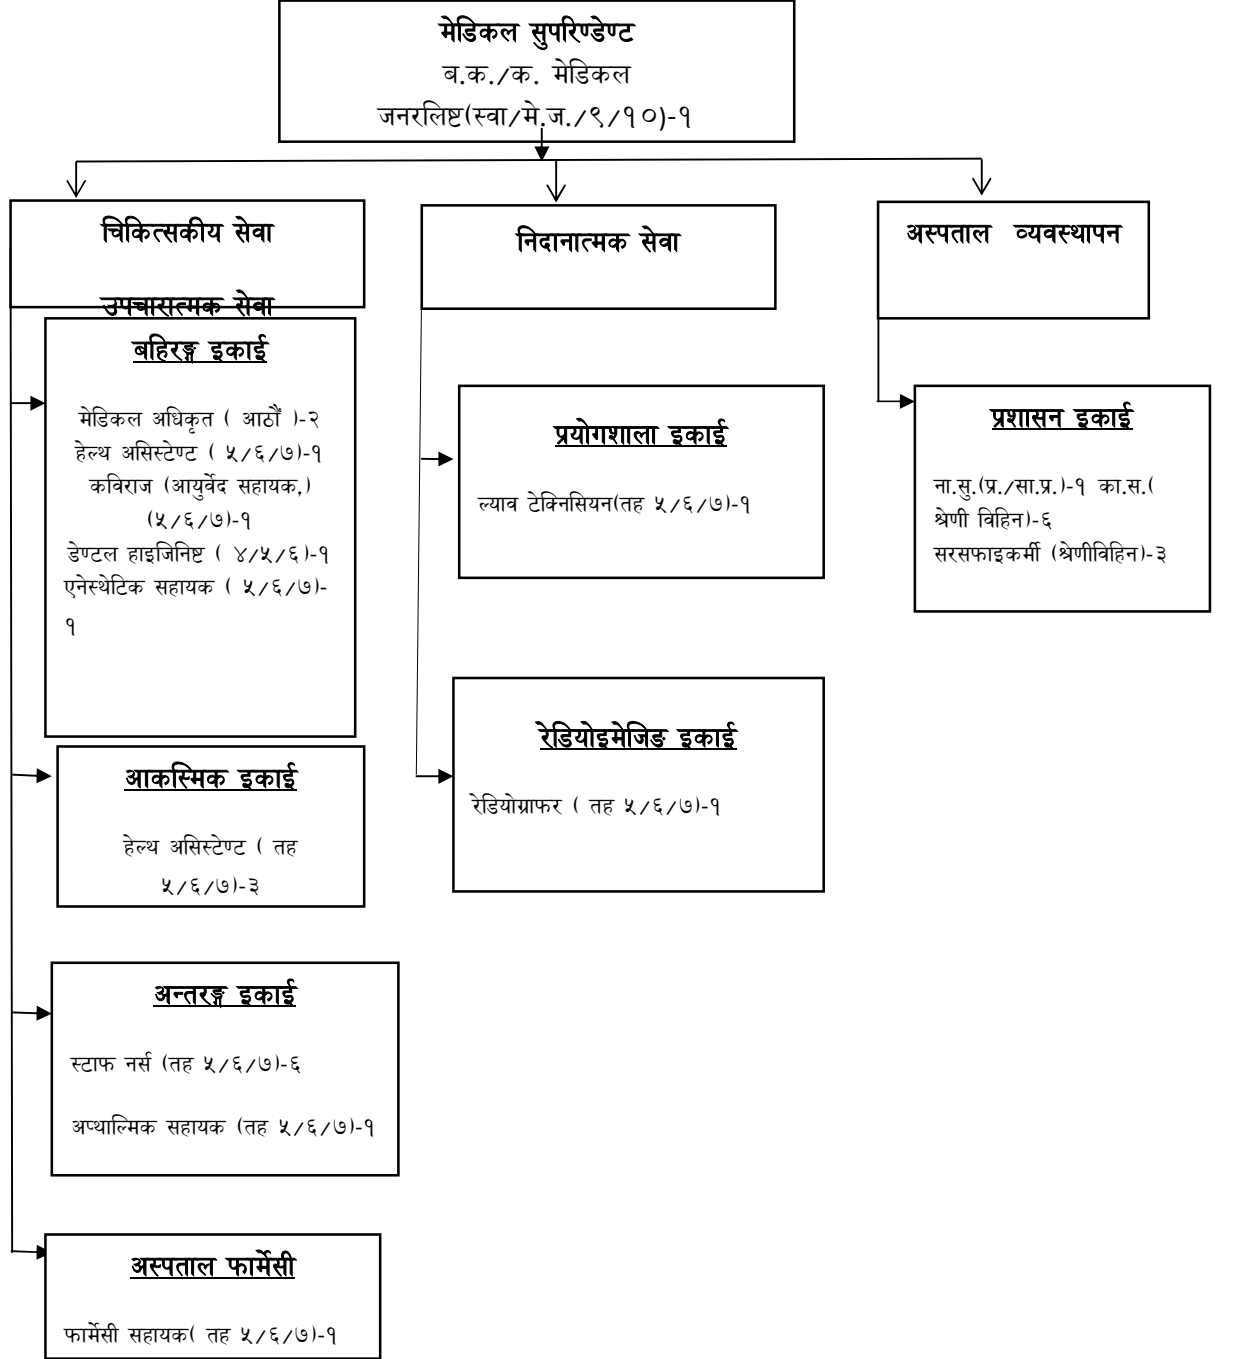 मेडिकल सुपरिण्डेण्ट
ब.क./क. मेडिकल
जनरलिष्ट(स्वा/मे.ज./९/१०)-१
चिकित्सकीय सेवा
उपचारात्मक सेवा
बहिरङ्ग इकाई
मेडिकल अधिकृत ( आठौं )-२
हेल्थ असिस्टेण्ट ( ५/६/७)-१
कविराज (आयुर्वेद सहायक,)
(५/६/७)-१
डेण्टल हाइजिनिष्ट ( ४/५/६)-१
एनेस्थेटिक सहायक ( ५/६/७)-
१
आकस्मिक इकाई
हेल्थ असिस्टेण्ट ( तह
५/६/७)-३
अन्तरङ्ग इकाई
स्टाफ नर्स (तह ५/६/७)-६
अप्थाल्मिक सहायक (तह ५/६/७)-१
अस्पताल फार्मेसी
फार्मेसी सहायक( तह ५/६/७)-१
निदानात्मक सेवा
प्रयोगशाला इकाई
ल्याव टेक्निसियन(तह ५/६/७)-१
रेडियोइमेजिङ इकाई
रेडियोग्राफर ( तह ५/६/७)-१
अस्पताल व्यवस्थापन
प्रशासन इकाई
ना.सु.(प्र./सा.प्र.)-१ का.स.(
श्रेणी विहिन)-६
सरसफाइकर्मी (श्रेणीविहिन)-३